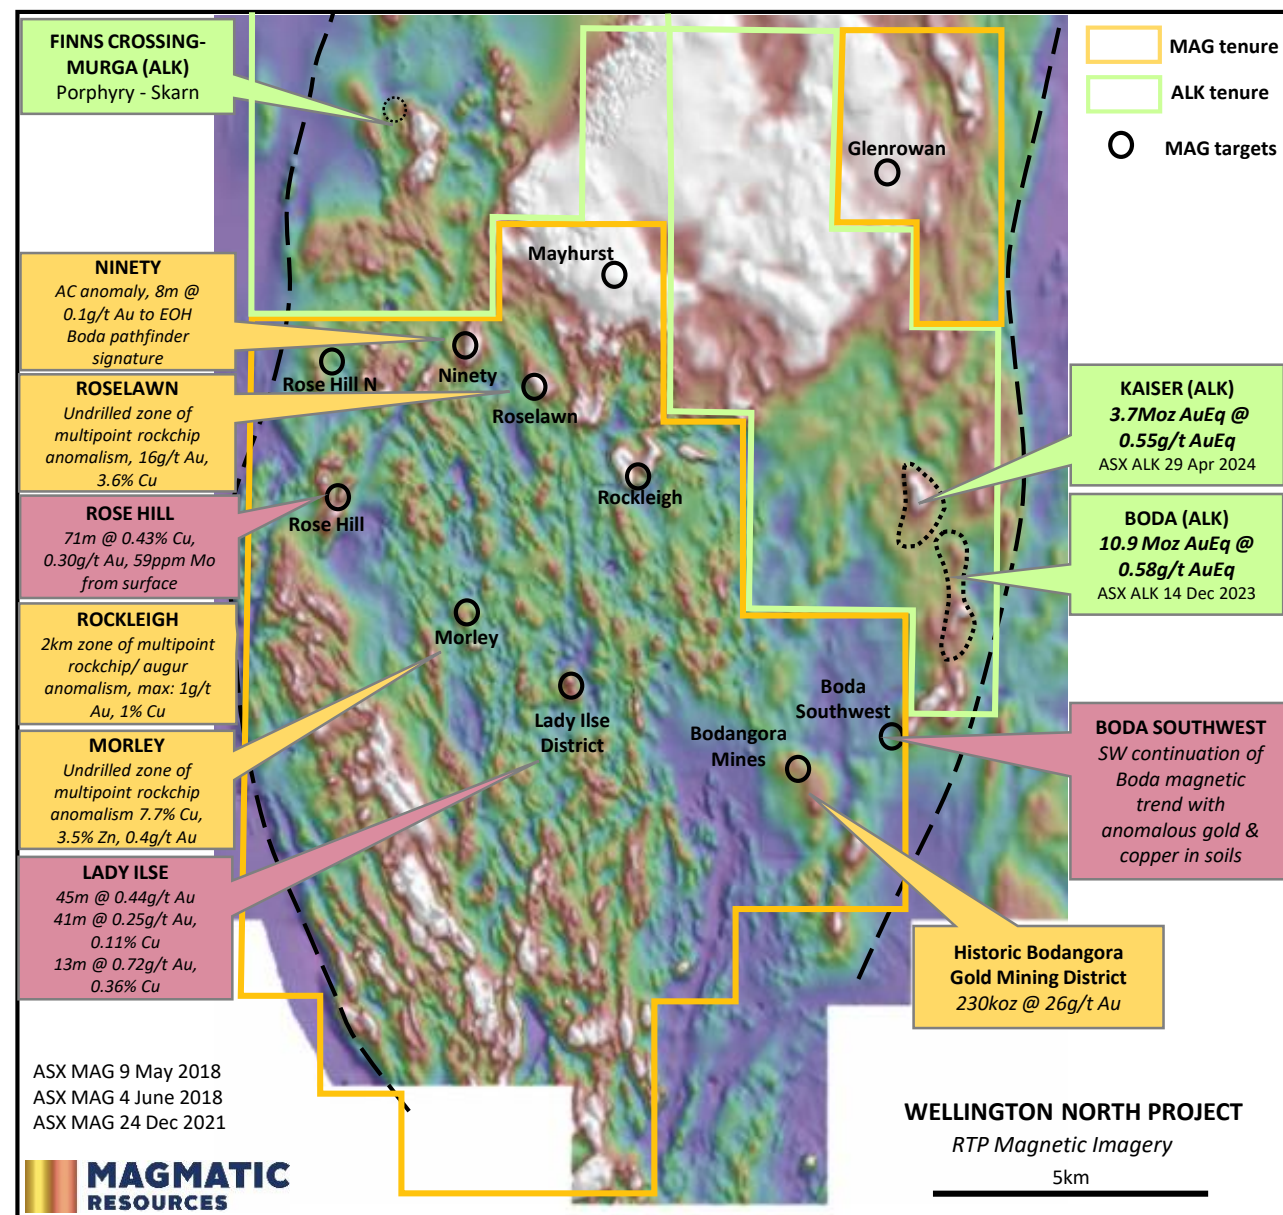 FINNS CROSSING-
MURGA (ALK)
Porphyry - Skarn
MAG tenure
ALK tenure
MAG targets
Glenrowan
Mayhurst
NINETY
AC anomaly, 8m @
0.1g/t Au to EOH
Boda pathfinder
signature
Rose Hill N
Ninety
Roselawn
ROSELAWN
Undrilled zone of
multipoint rockchip
anomalism, 16g/t Au,
3.6% Cu
KAISER (ALK)
3.7Moz AuEq @
0.55g/t AuEq
ASX ALK 29 Apr 2024
Rockleigh
Rose Hill
ROSE HILL
71m @ 0.43% Cu,
0.30g/t Au, 59ppm Mo
from surface
BODA (ALK)
10.9 Moz AuEq @
0.58g/t AuEq
ASX ALK 14 Dec 2023
ROCKLEIGH
2km zone of multipoint
rockchip/ augur
anomalism, max: 1g/t
Au, 1% Cu
Morley
Lady Ilse
District
Boda
Southwest
Bodangora
Mines
MORLEY
Undrilled zone of
multipoint rockchip
anomalism 7.7% Cu,
3.5% Zn, 0.4g/t Au
BODA SOUTHWEST
SW continuation of
Boda magnetic
trend with
anomalous gold &
copper in soils
LADY ILSE
45m @ 0.44g/t Au
41m @ 0.25g/t Au,
0.11% Cu
13m @ 0.72g/t Au,
0.36% Cu
Historic Bodangora
Gold Mining District
230koz @ 26g/t Au
ASX MAG 9 May 2018
ASX MAG 4 June 2018
ASX MAG 24 Dec 2021
MAGMATIC
RESOURCES
WELLINGTON NORTH PROJECT
RTP Magnetic Imagery
5km